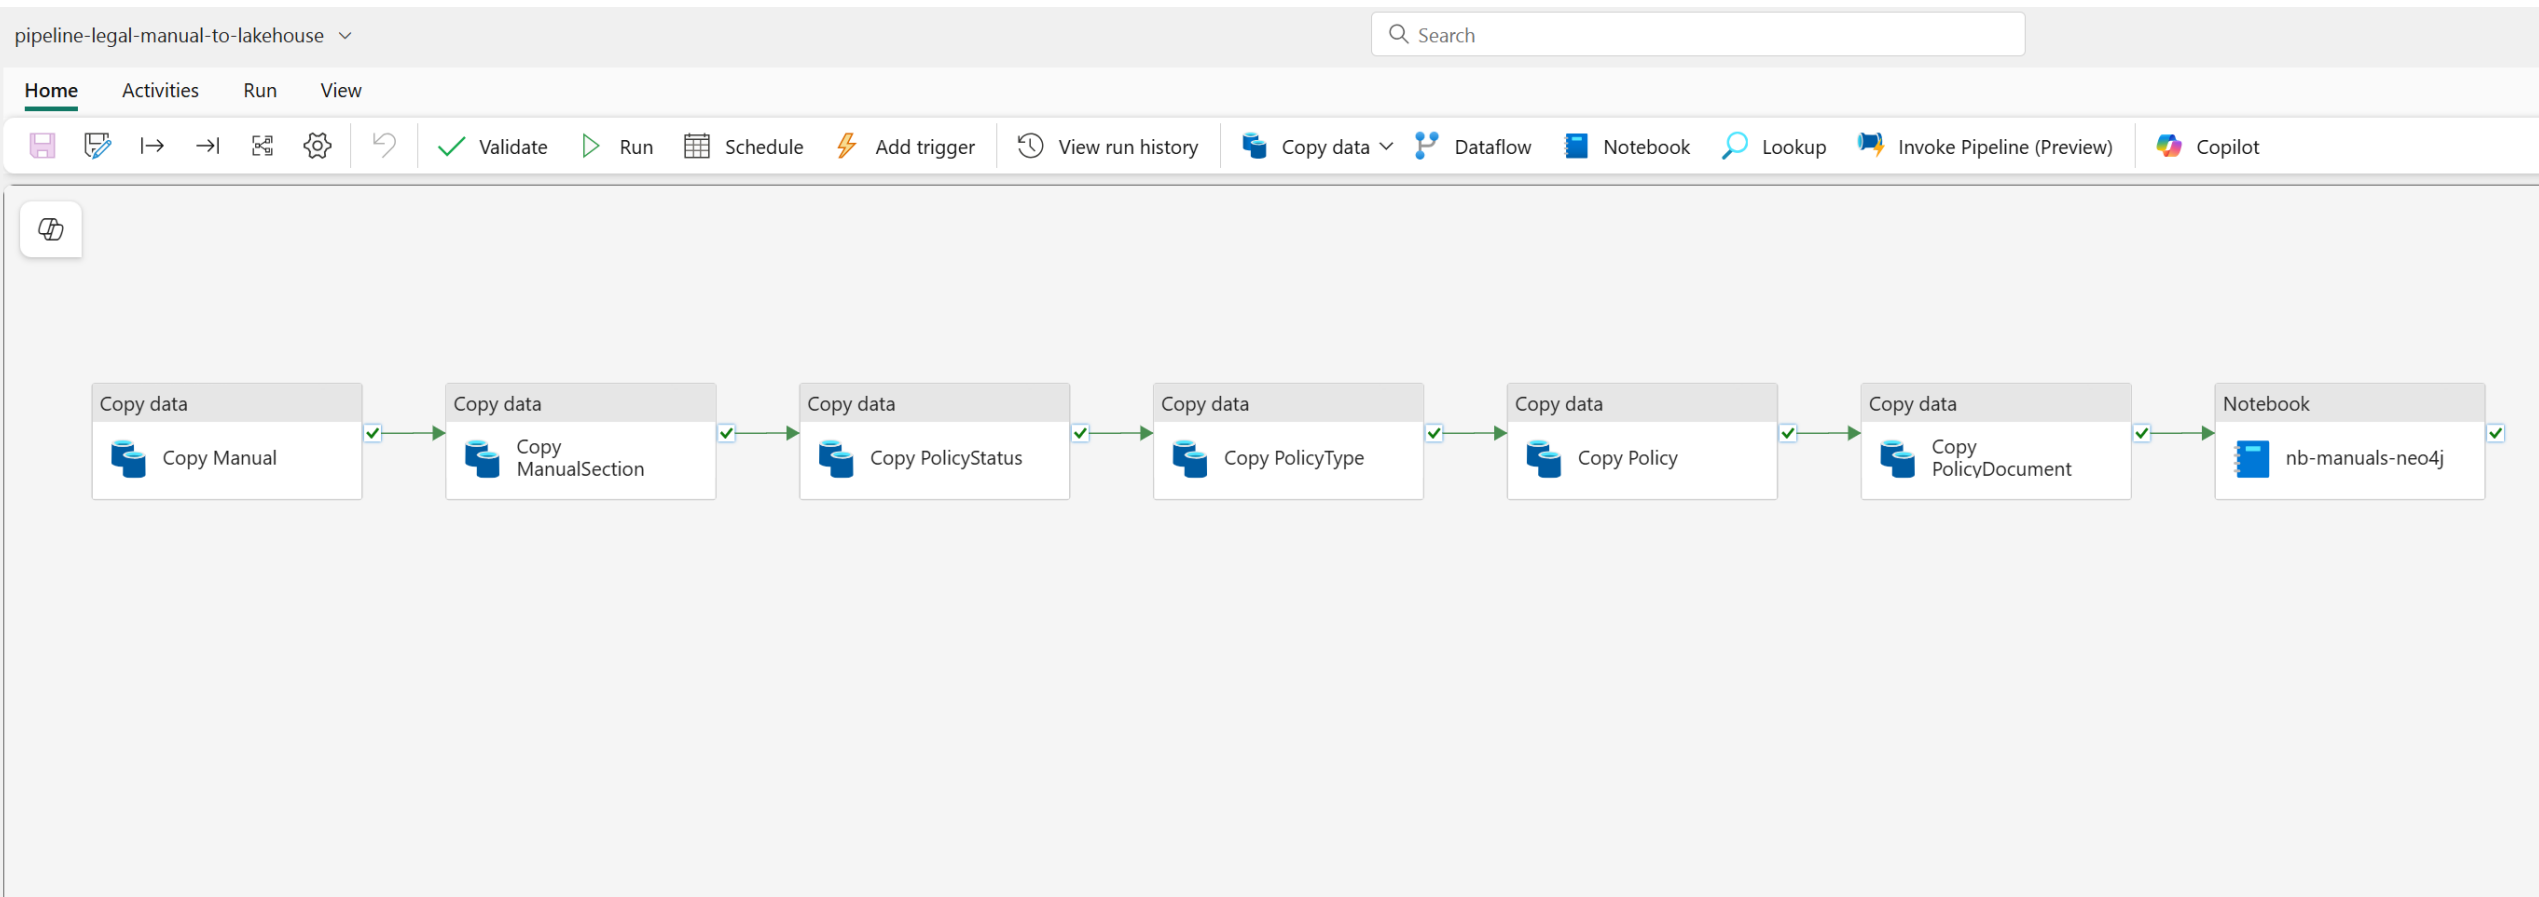 pipeline-legal-manual-to-lakehouse
Search
Home Activities Run View
Validate Run Schedule Add trigger View run history Copy data Dataflow Notebook Lookup Invoke Pipeline (Preview) Copilot
Copy data
Copy Manual
Copy data
Copy
ManualSection
Copy data
Copy PolicyStatus
Copy data
Copy PolicyType
Copy data
Copy Policy
Copy data
Copy
PolicyDocument
Notebook
nb-manuals-neo4j